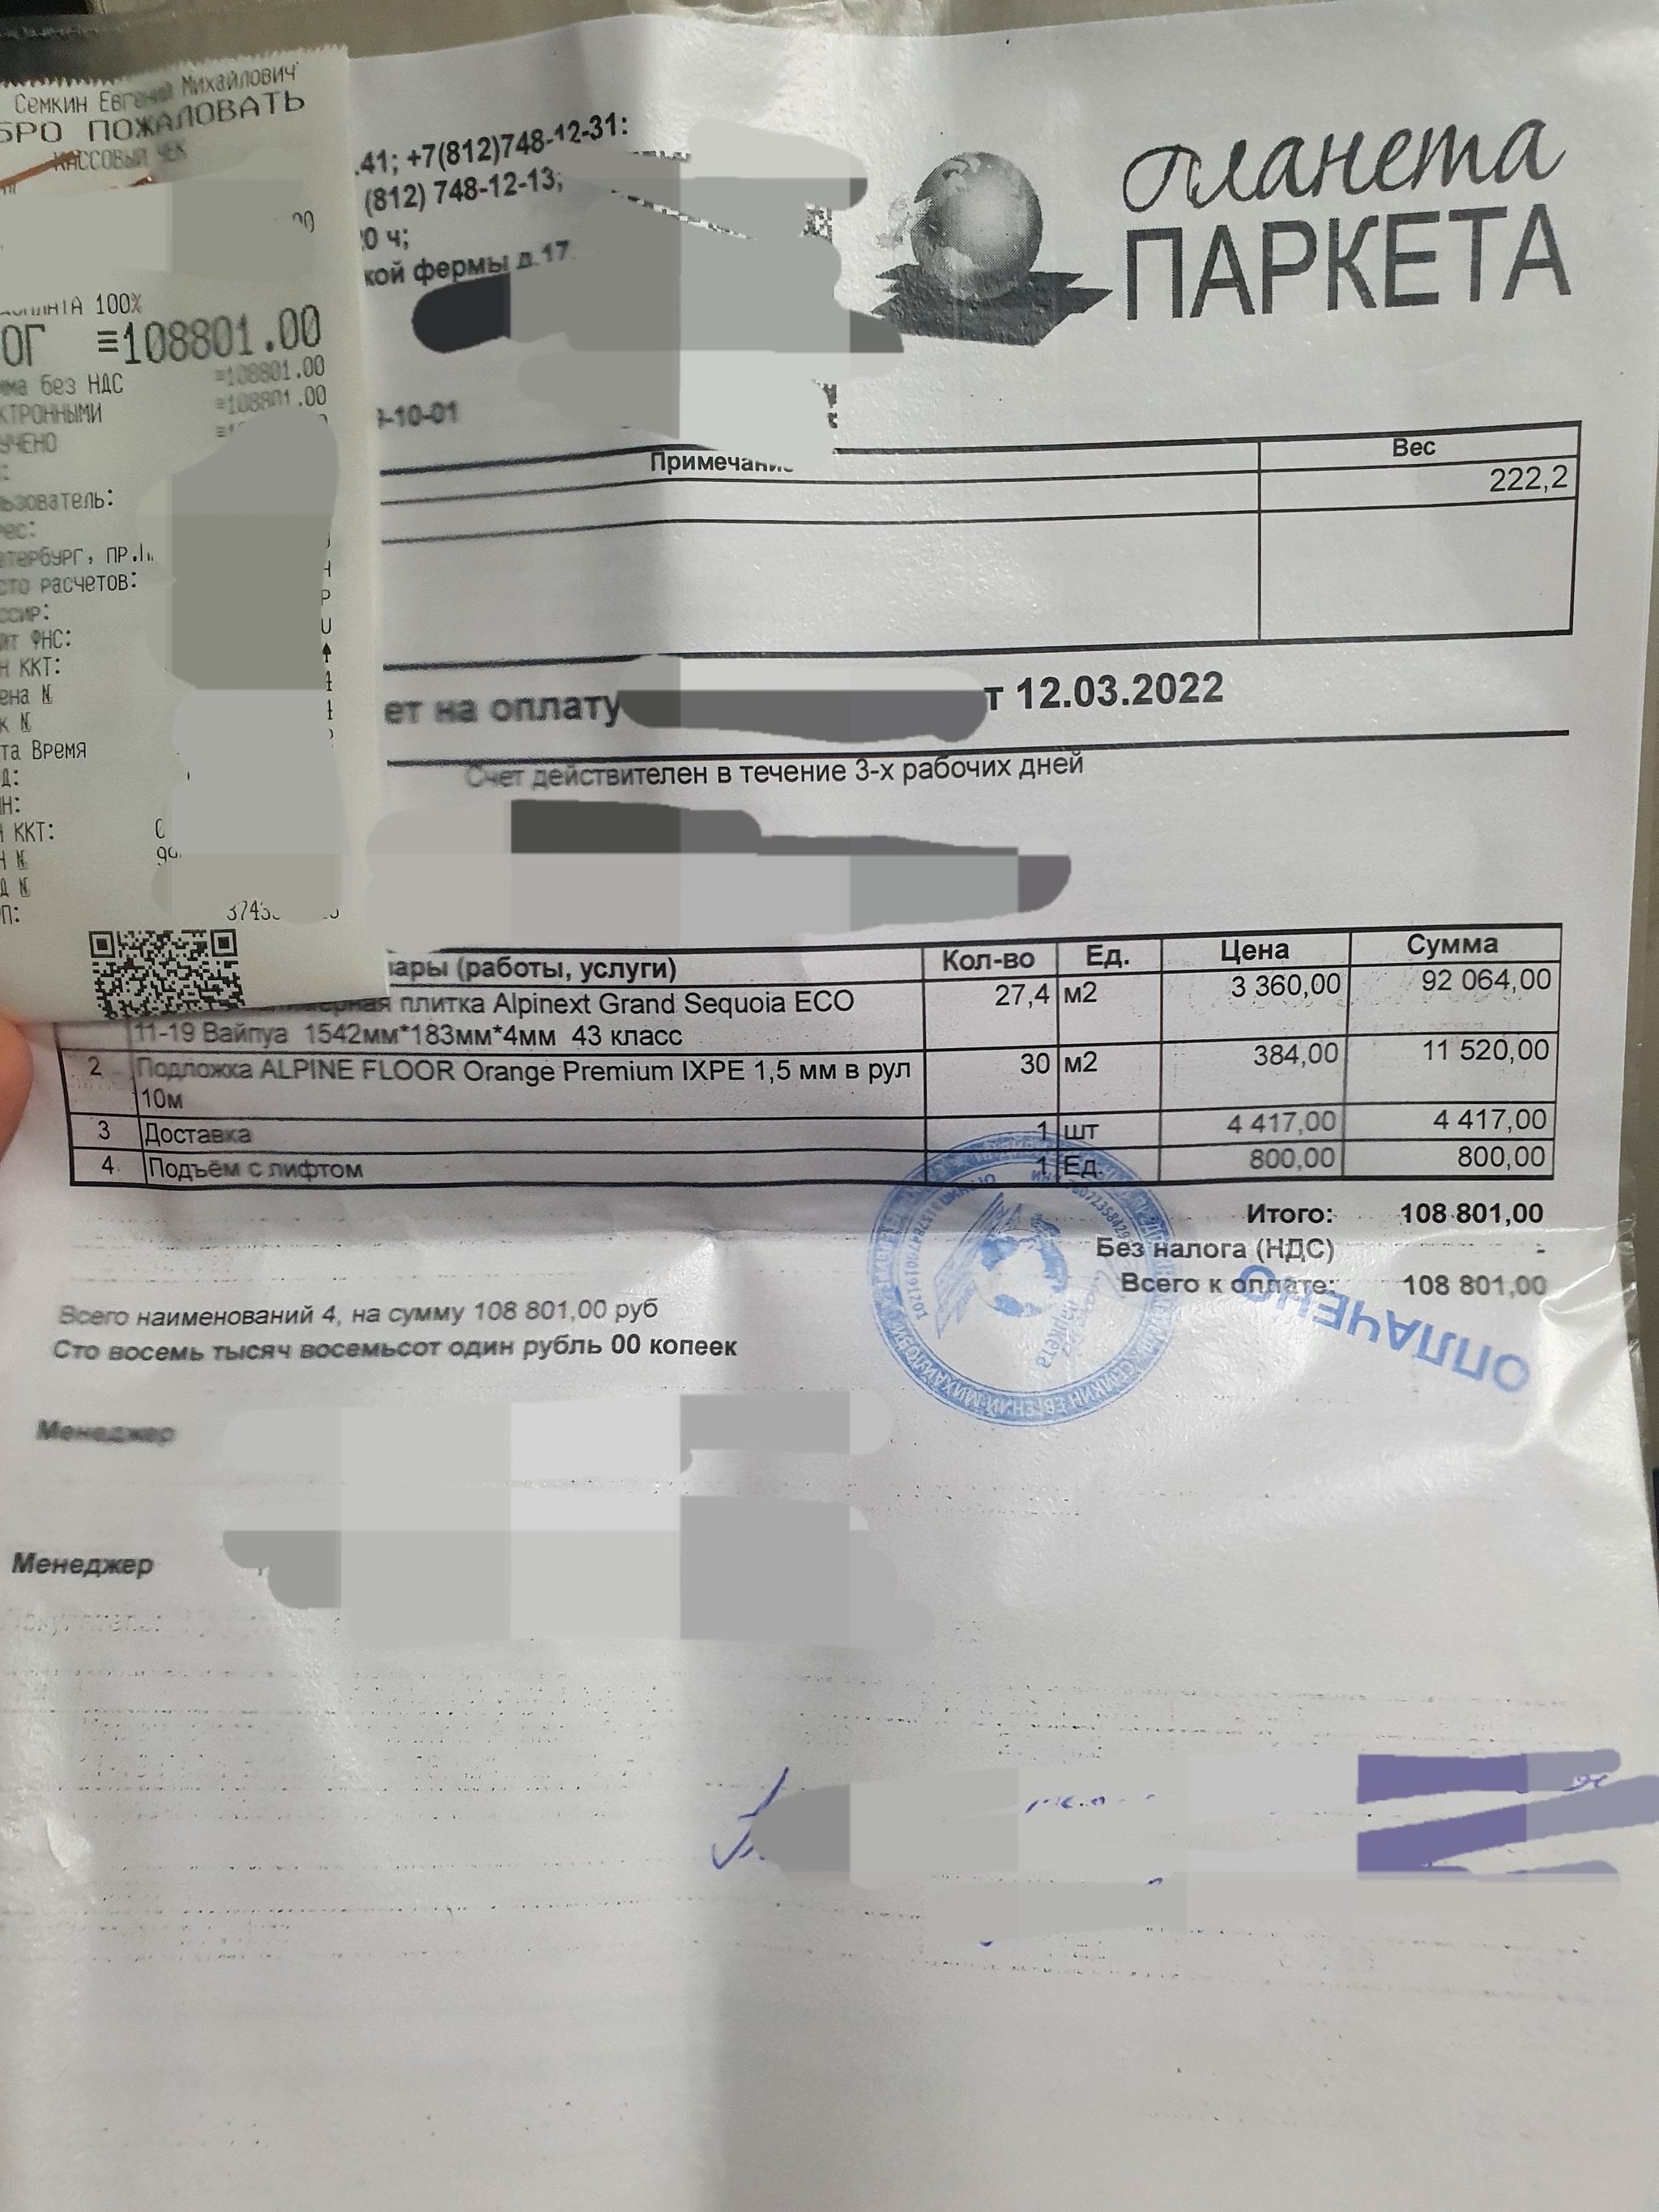 Семкин Евгений Михайлович
БРО ПОЖАЛОВАТЬ
КАССОВЫЙ ЧЕК
100%
ОГ ≡108801.00
мма без НДС ≡108801.00
КТРОННЫМИ ≡108801.00
УЧЕНО
льзователь:
рес:
етербург, ПР.
сто расчетов:
ссир:
йт ФНС:
Н ККТ:
ена №
к №
та Время
Д:
Н:
ККТ:
Н №
Д №
П:
.41; +7(812)748-12-31:
(812) 748-12-13;
0 ч;
кой фермы д.17
9-10-01
планета
ПАРКЕТА
Примечание Вес
222,2
ет на оплату т 12.03.2022
Счет действителен в течение 3-х рабочих дней
ары (работы, услуги) Кол-во Ед. Цена Сумма
мерная плитка Alpinext Grand Sequoia ECO 27,4 м2 3 360,00 92 064,00
11-19 Вайпуа 1542мм*183мм*4мм 43 класс
2 Подложка ALPINE FLOOR Orange Premium IXPE 1,5 мм в рул 30 м2 384,00 11 520,00
10м
3 Доставка 1 шт 4 417,00 4 417,00
4 Подъём с лифтом 1 Ед. 800,00 800,00
Итого: 108 801,00
Без налога (НДС) -
Всего к оплате: 108 801,00
ОПЛАЧЕНО
СЕМКИН ЕВГЕНИЙ МИХАЙЛОВИЧ
Всего наименований 4, на сумму 108 801,00 руб
Сто восемь тысяч восемьсот один рубль 00 копеек
Менеджер
Менеджер